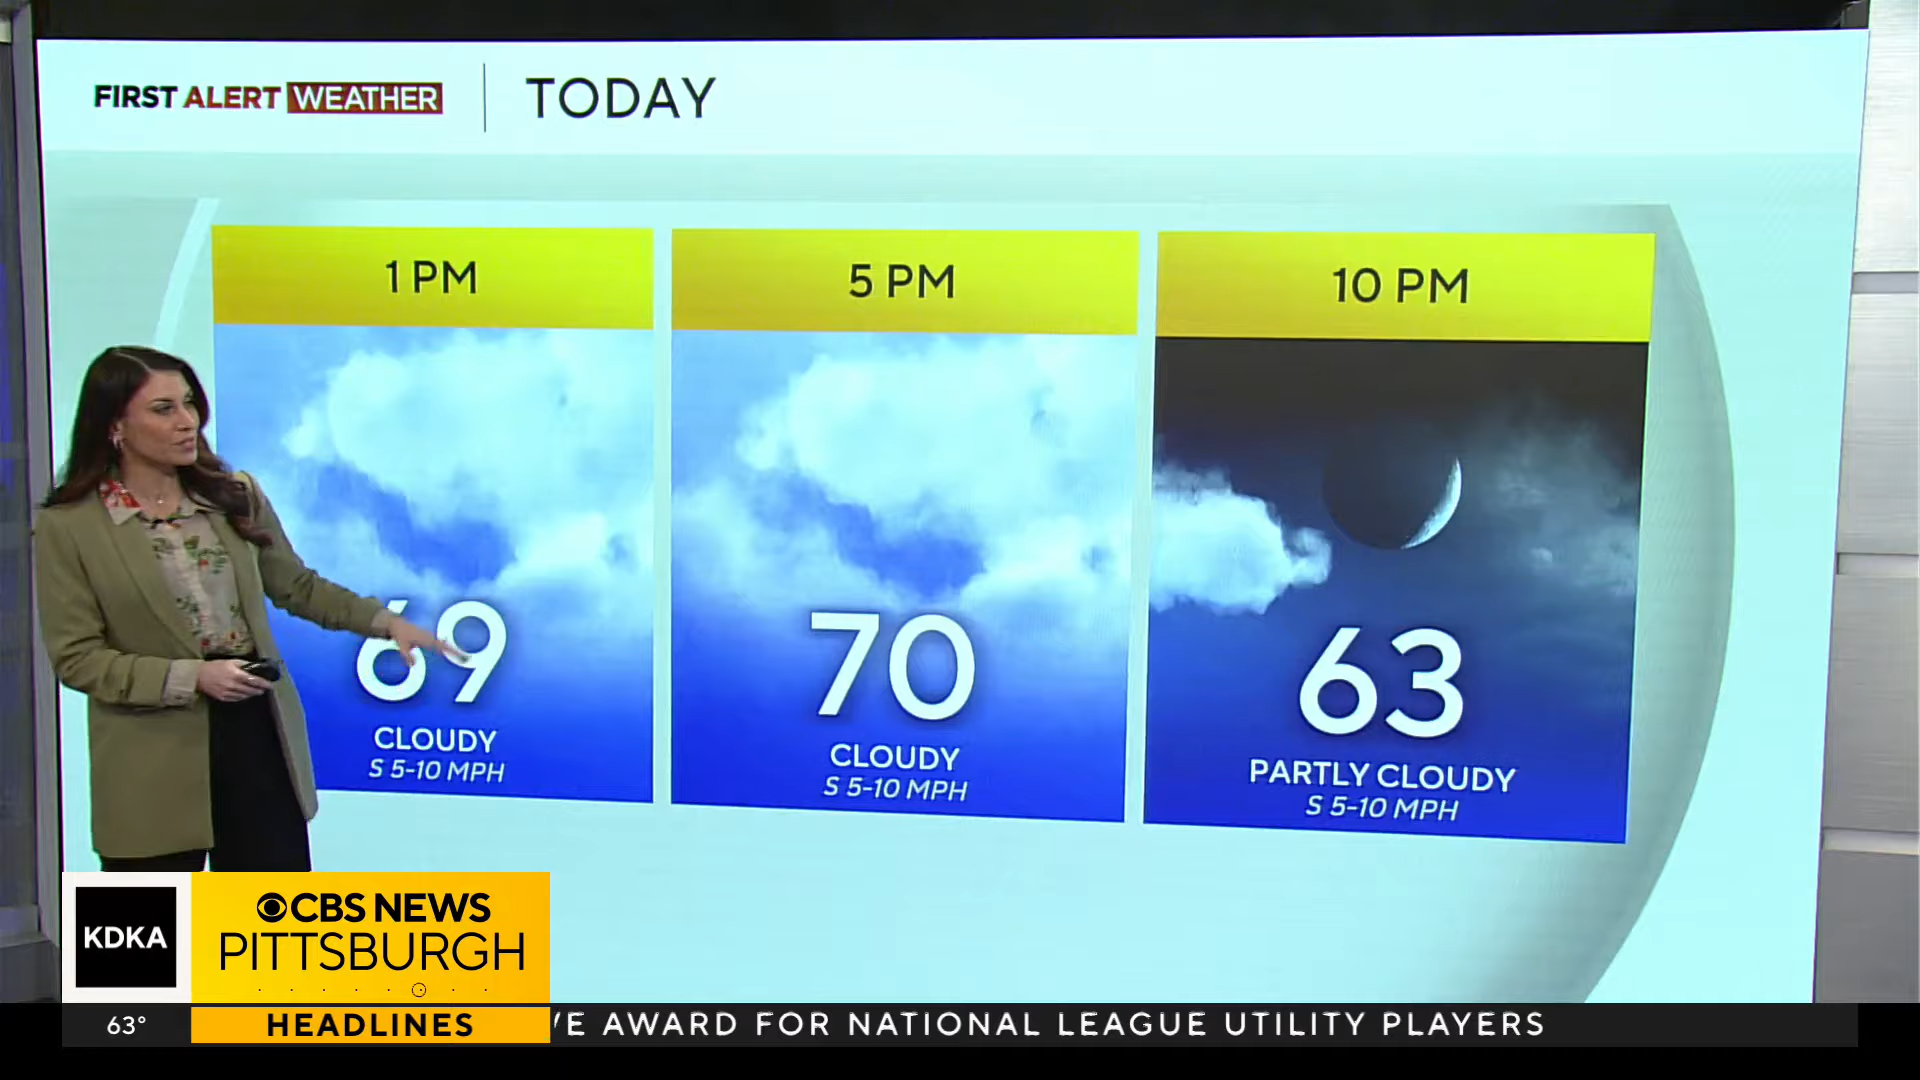 FIRST ALERT WEATHER
TODAY
1 PM
69
CLOUDY
S 5-10 MPH
5 PM
70
CLOUDY
S 5-10 MPH
10 PM
63
PARTLY CLOUDY
S 5-10 MPH
KDKA
CBS NEWS
PITTSBURGH
63°
HEADLINES
AWARD FOR NATIONAL LEAGUE UTILITY PLAYERS